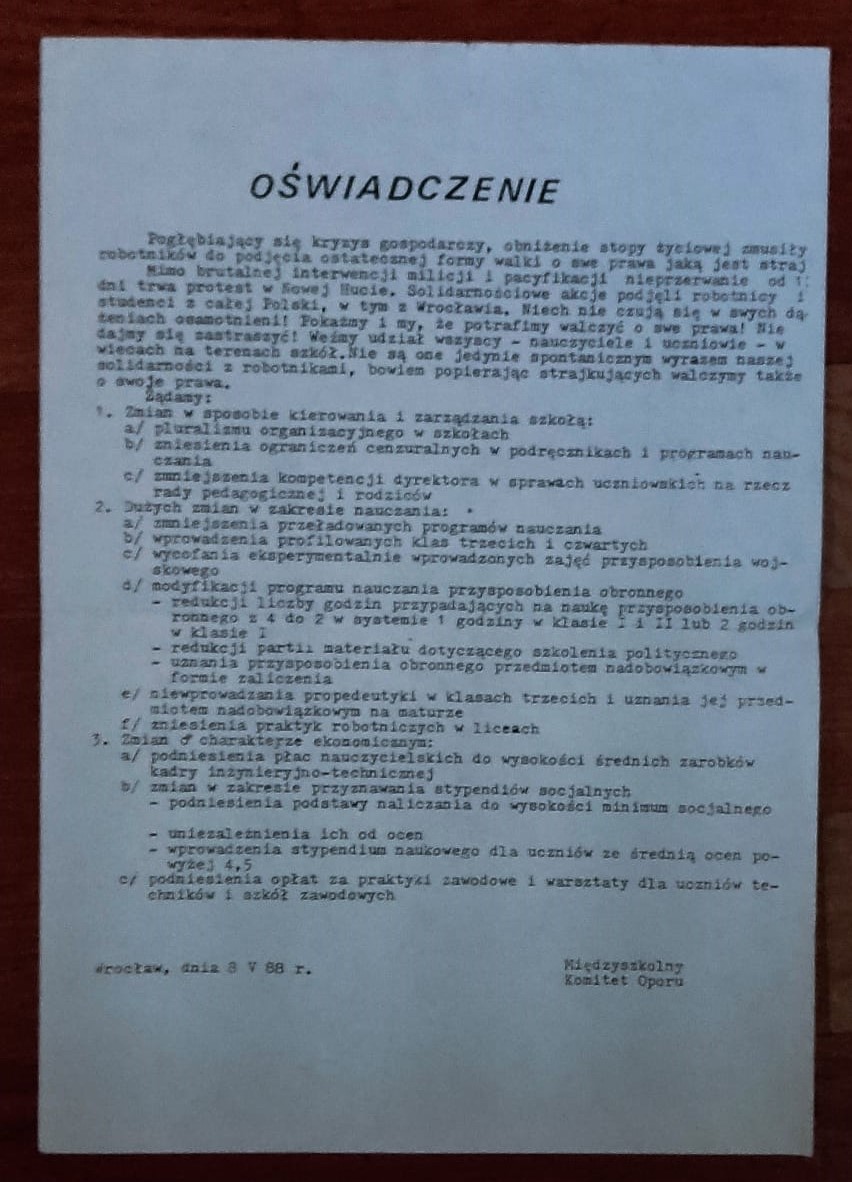 OŚWIADCZENIE
Pogłębiający się kryzys gospodarczy, obniżenie stopy życiowej zmusiły
robotników do podjęcia ostatecznej formy walki o swe prawa jaką jest straj
Mimo brutalnej interwencji milicji i pacyfikacji nieprzerwanie od
dni trwa protest w Nowej Hucie. Solidarnościowe akcje podjęli robotnicy i
studenci z całej Polski, w tym z Wrocławia. Niech nie czują się w swych dą-
żeniach osamotnieni! Pokażmy i my, że potrafimy walczyć o swe prawa! Nie
dajmy się zastraszyć! Weźmy udział wszyscy - nauczyciele i uczniowie - w
wiecach na terenach szkół.Nie są one jedynie spontanicznym wyrazem naszej
solidarności z robotnikami, bowiem popierając strajkujących walczymy także
o swoje prawa.
Żądamy:
1. Zmian w sposobie kierowania i zarządzania szkołą:
a/ pluralizmu organizacyjnego w szkołach
b/ zniesienia ograniczeń cenzuralnych w podręcznikach i programach nau-
czania
c/ zmniejszenia kompetencji dyrektora w sprawach uczniowskich na rzecz
rady pedagogicznej i rodziców
2. Dużych zmian w zakresie nauczania:
a/ zmniejszenia przeładowanych programów nauczania
b/ wprowadzenia profilowanych klas trzecich i czwartych
c/ wycofania eksperymentalnie wprowadzonych zajęć przysposobienia woj-
skowego
d/ modyfikacji programu nauczania przysposobienia obronnego
- redukcji liczby godzin przypadających na naukę przysposobienia ob-
ronnego z 4 do 2 w systemie 1 godziny w klasie I i II lub 2 godzin
w klasie I
- redukcji partii materiału dotyczącego szkolenia politycznego
- uznania przysposobienia obronnego przedmiotem nadobowiązkowym w
formie zaliczenia
e/ niewprowadzania propedeutyki w klasach trzecich i uznania jej przed-
miotem nadobowiązkowym na maturze
f/ zniesienia praktyk robotniczych w liceach
3. Zmian o charakterze ekonomicznym:
a/ podniesienia płac nauczycielskich do wysokości średnich zarobków
kadry inżynieryjno-technicznej
b/ zmian w zakresie przyznawania stypendiów socjalnych
- podniesienia podstawy naliczania do wysokości minimum socjalnego
- uniezależnienia ich od ocen
- wprowadzenia stypendium naukowego dla uczniów ze średnią ocen po-
wyżej 4,5
c/ podniesienia opłat za praktyki zawodowe i warsztaty dla uczniów te-
chników i szkół zawodowych
Wrocław, dnia 8 V 88 r.
Międzyszkolny
Komitet Oporu